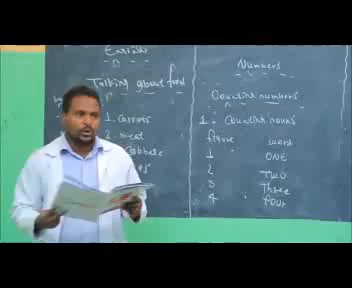 English
Talking about food
1. carrots
2. meat
Cabbage
Numbers
Counting numbers
1. Counting nouns
figure word
1 ONE
2 TWO
3 Three
4 four